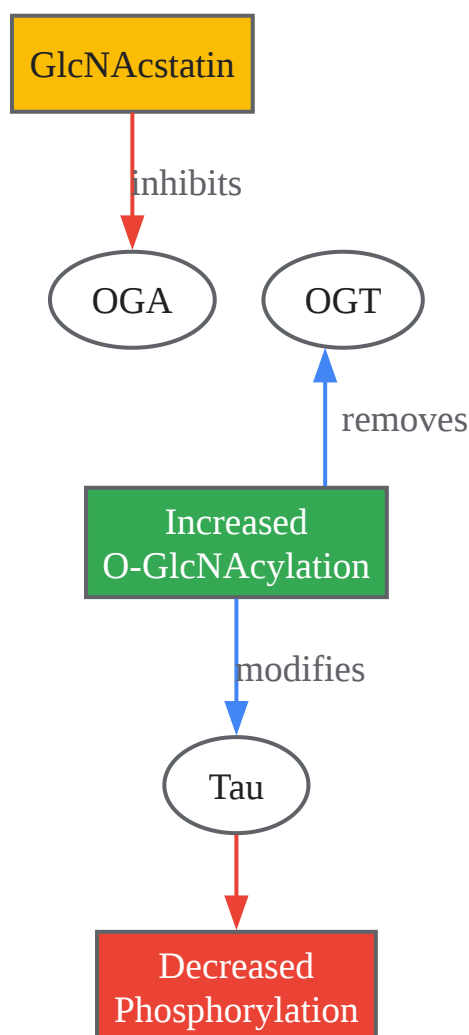 GlcNAcstatin
inhibits
OGA
OGT
removes
Increased
O-GlcNAcylation
modifies
Tau
Decreased
Phosphorylation